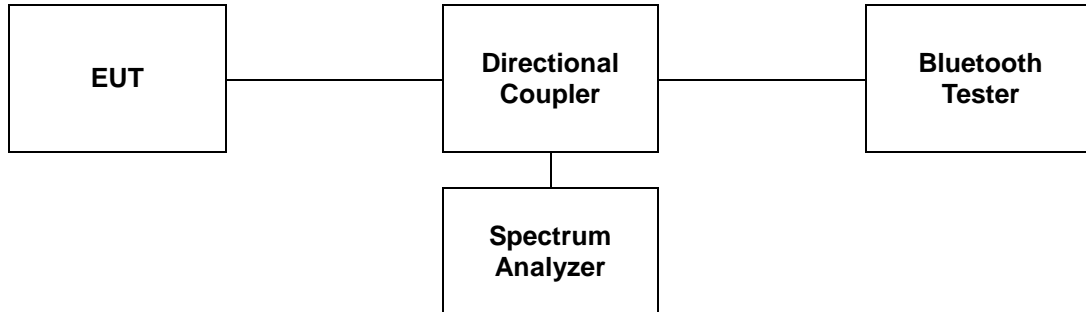 EUT
Directional
Coupler
Bluetooth
Tester
Spectrum
Analyzer